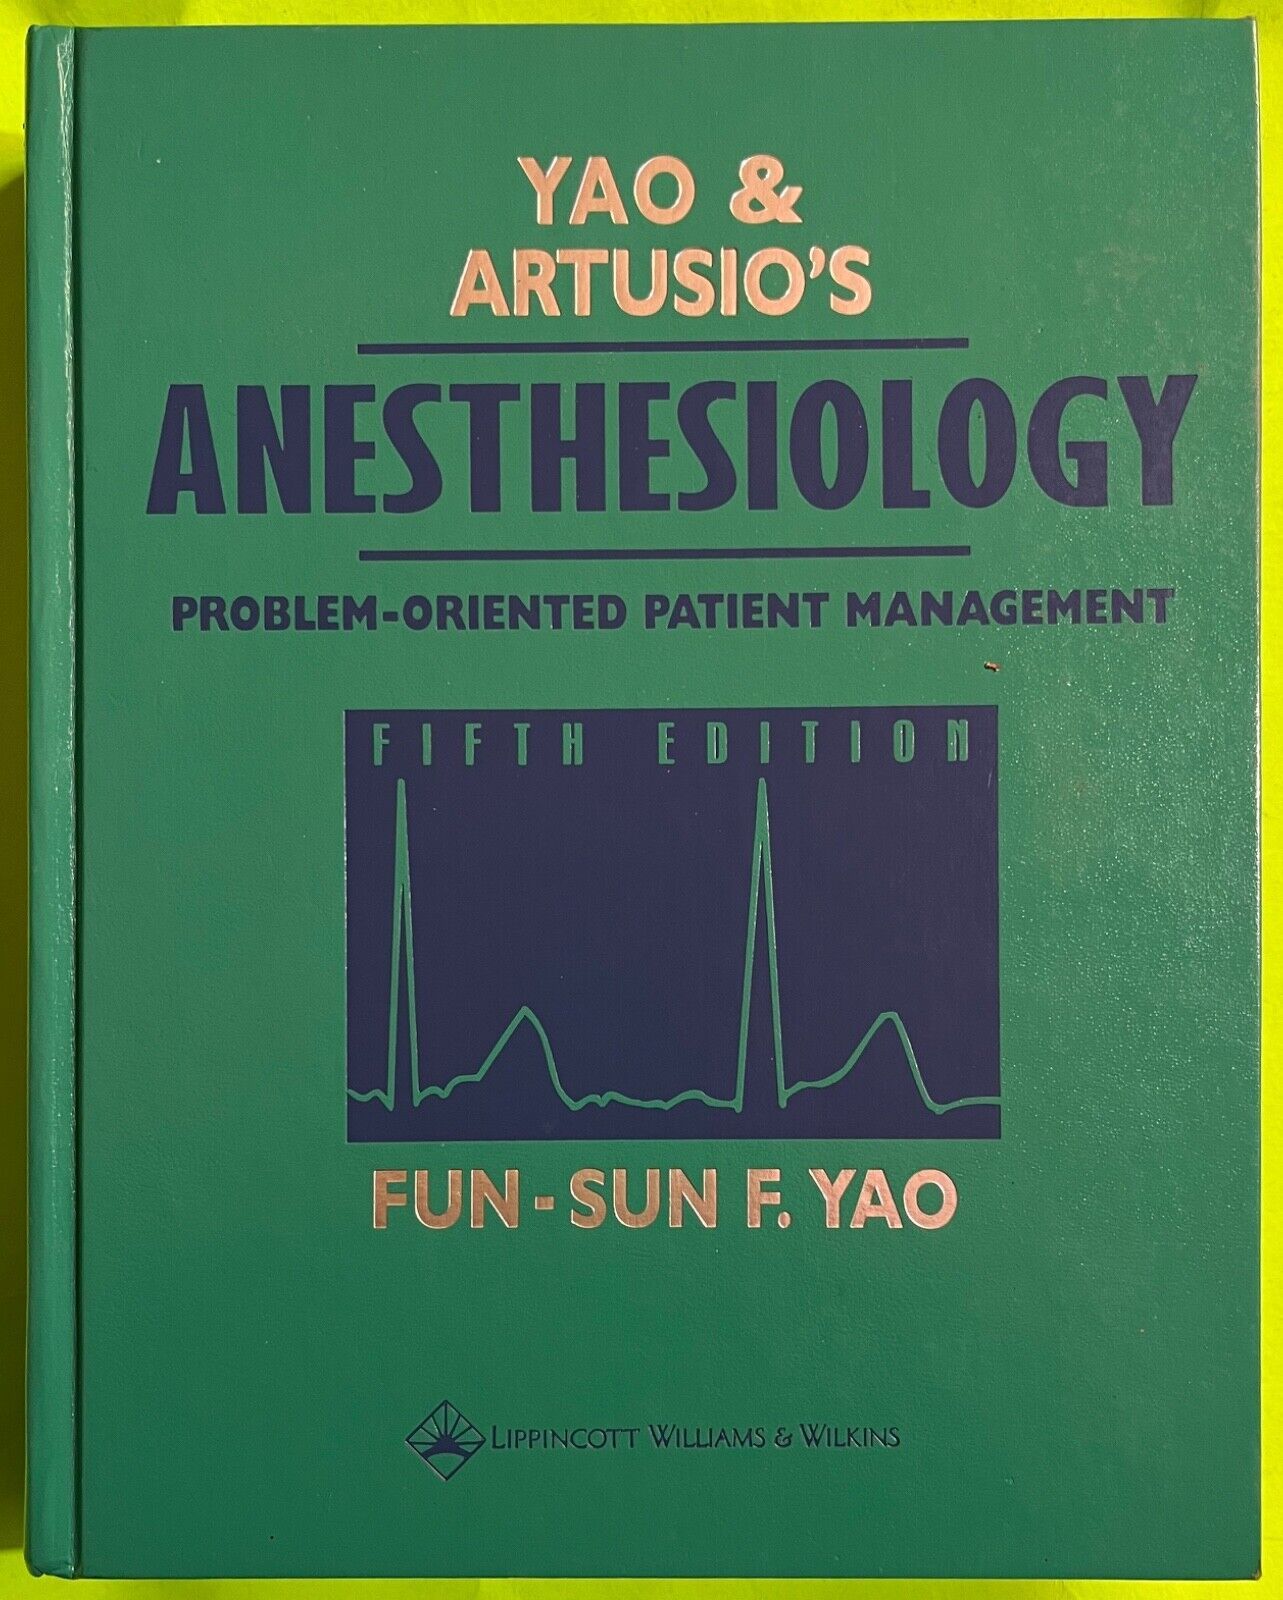 YAO &
ARTUSIO'S
ANESTHESIOLOGY
PROBLEM-ORIENTED PATIENT MANAGEMENT
FIFTH EDITION
FUN-SUN F. YAO
LIPPINCOTT WILLIAMS & WILKINS